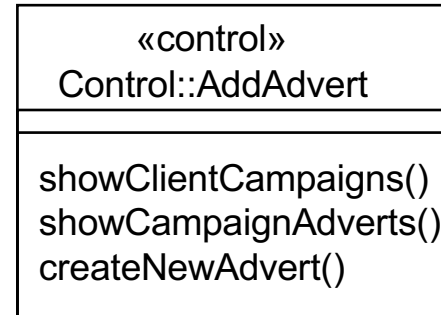 «control»
Control::AddAdvert
showClientCampaigns()
showCampaignAdverts()
createNewAdvert()